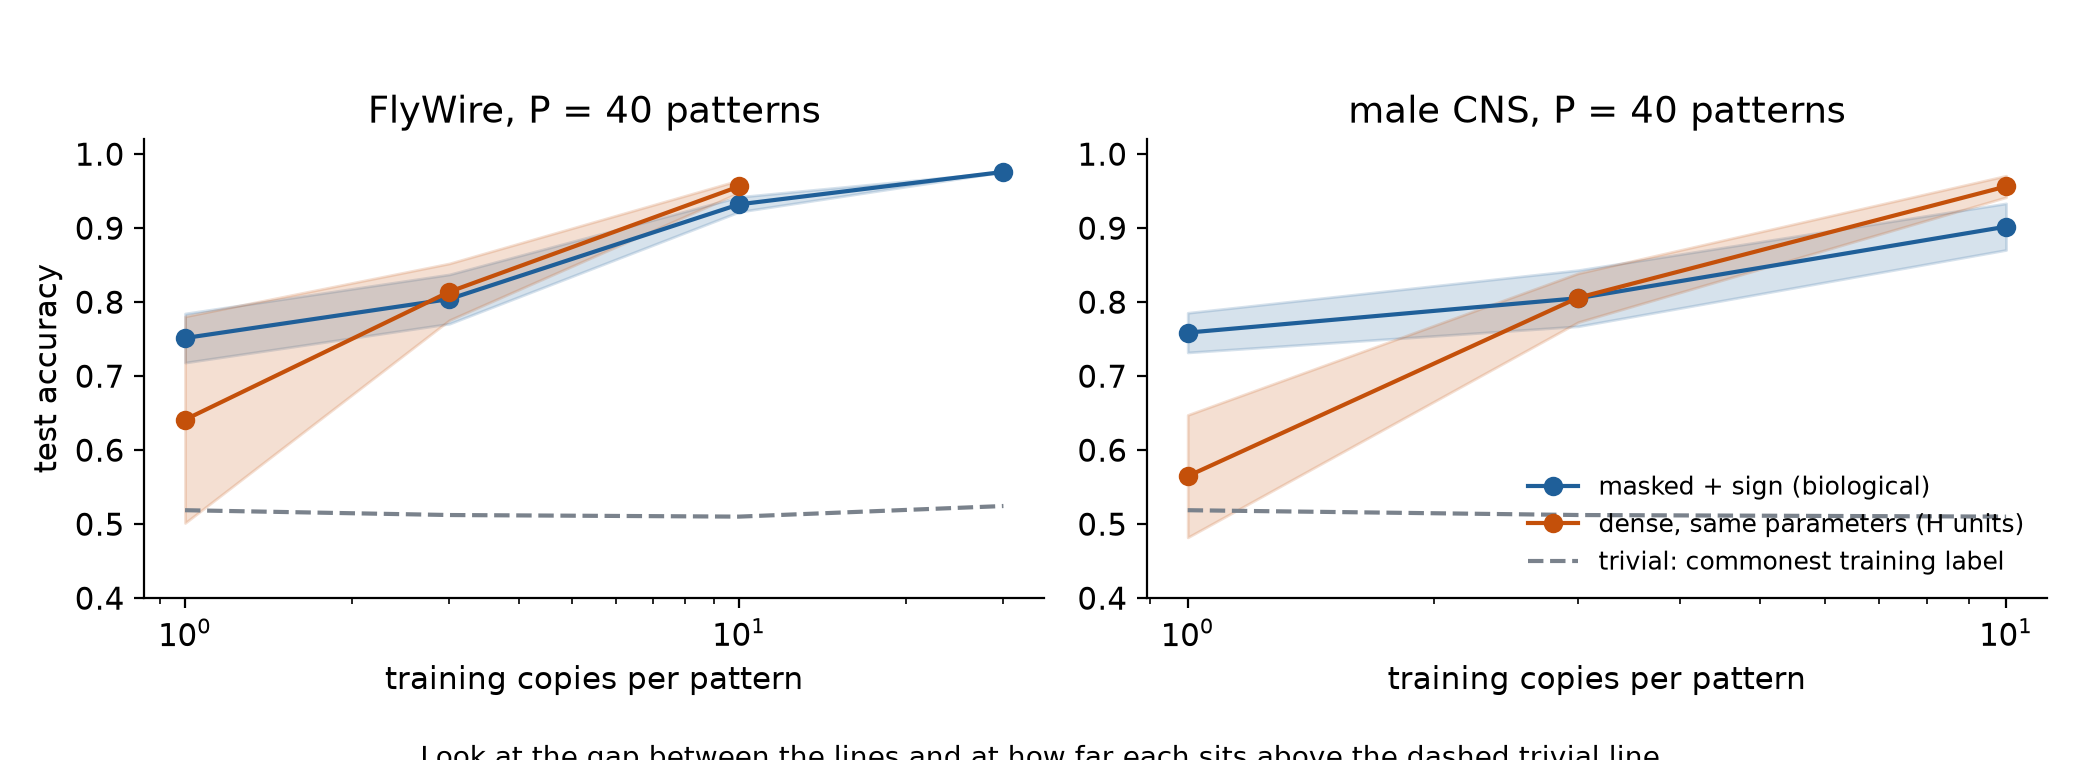 FlyWire, P = 40 patterns
1.0
0.9
0.8
0.7
0.6
0.5
0.4
test accuracy
10⁰
10¹
training copies per pattern
male CNS, P = 40 patterns
1.0
0.9
0.8
0.7
0.6
0.5
0.4
masked + sign (biological)
dense, same parameters (H units)
trivial: commonest training label
10⁰
10¹
training copies per pattern
Look at the gap between the lines and at how far each sits above the dashed trivial line